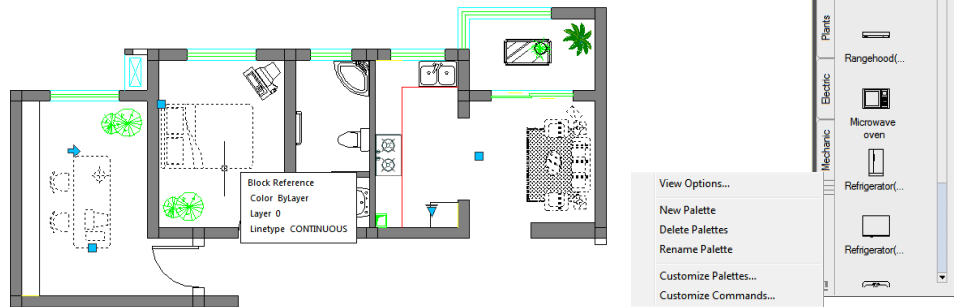 Block Reference
Color ByLayer
Layer 0
Linetype CONTINUOUS
View Options...
New Palette
Delete Palettes
Rename Palette
Customize Palettes...
Customize Commands...
Plants
Electric
Mechanic
Rangehood(...
Microwave
oven
Refrigerator(...
Refrigerator(...